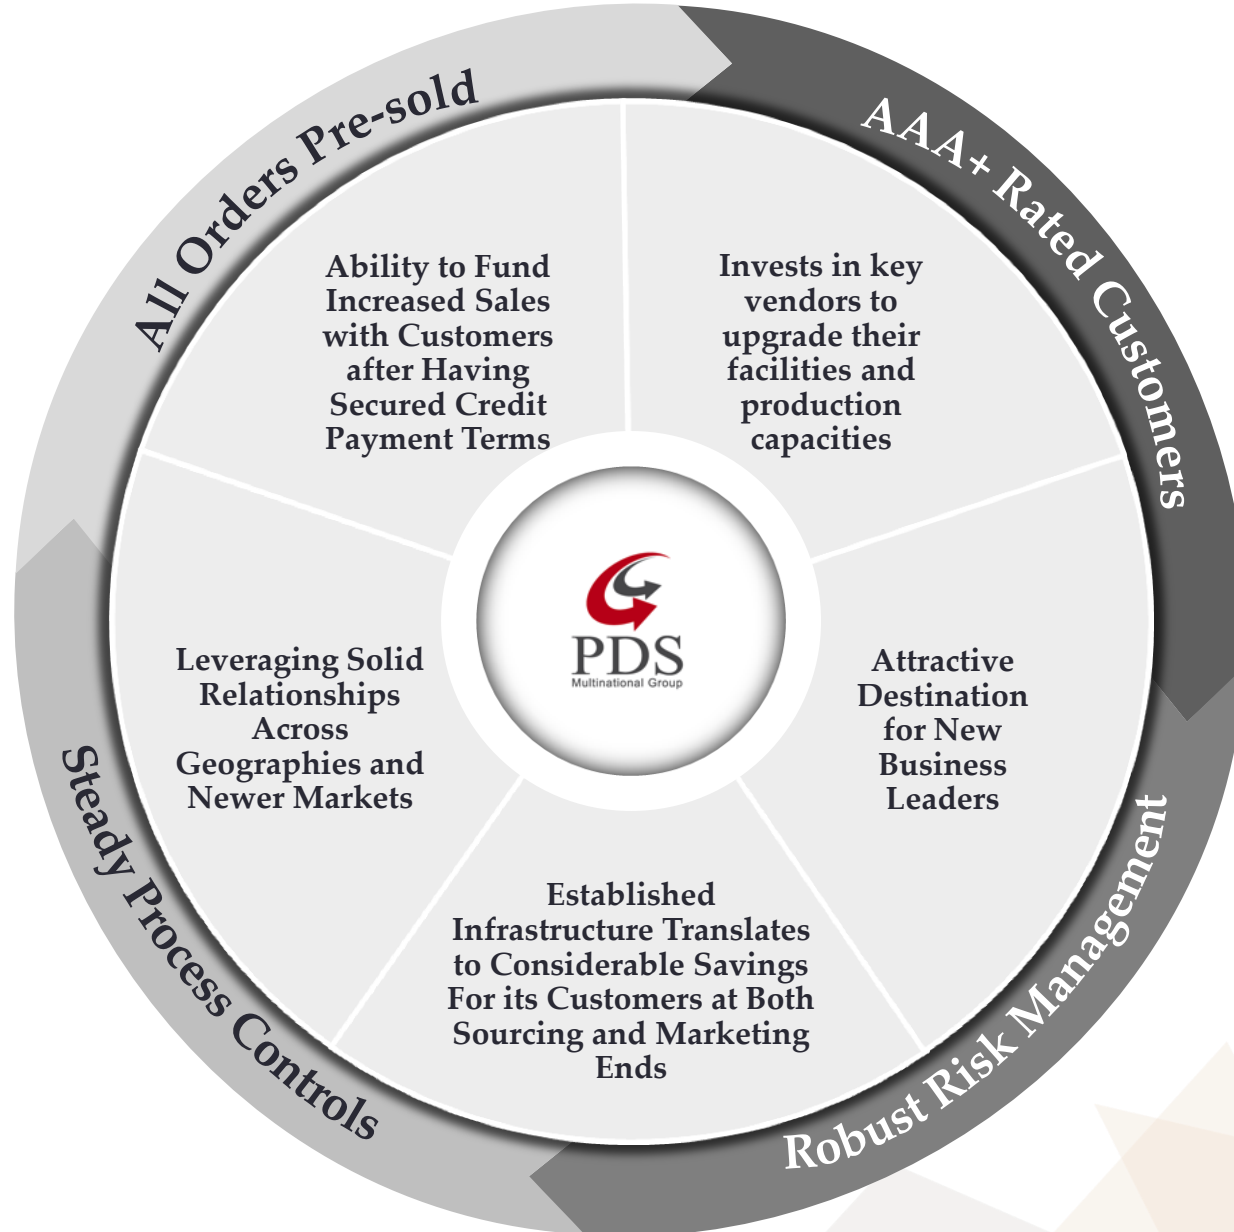 All Orders Pre-sold
AAA+ Rated Customers
Ability to Fund
Increased Sales
with Customers
after Having
Secured Credit
Payment Terms
Invests in key
vendors to
upgrade their
facilities and
production
capacities
PDS
Multinational Group
Leveraging Solid
Relationships
Across
Geographies and
Newer Markets
Attractive
Destination
for New
Business
Leaders
Established
Infrastructure Translates
to Considerable Savings
For its Customers at Both
Sourcing and Marketing
Ends
Steady Process Controls
Robust Risk Management